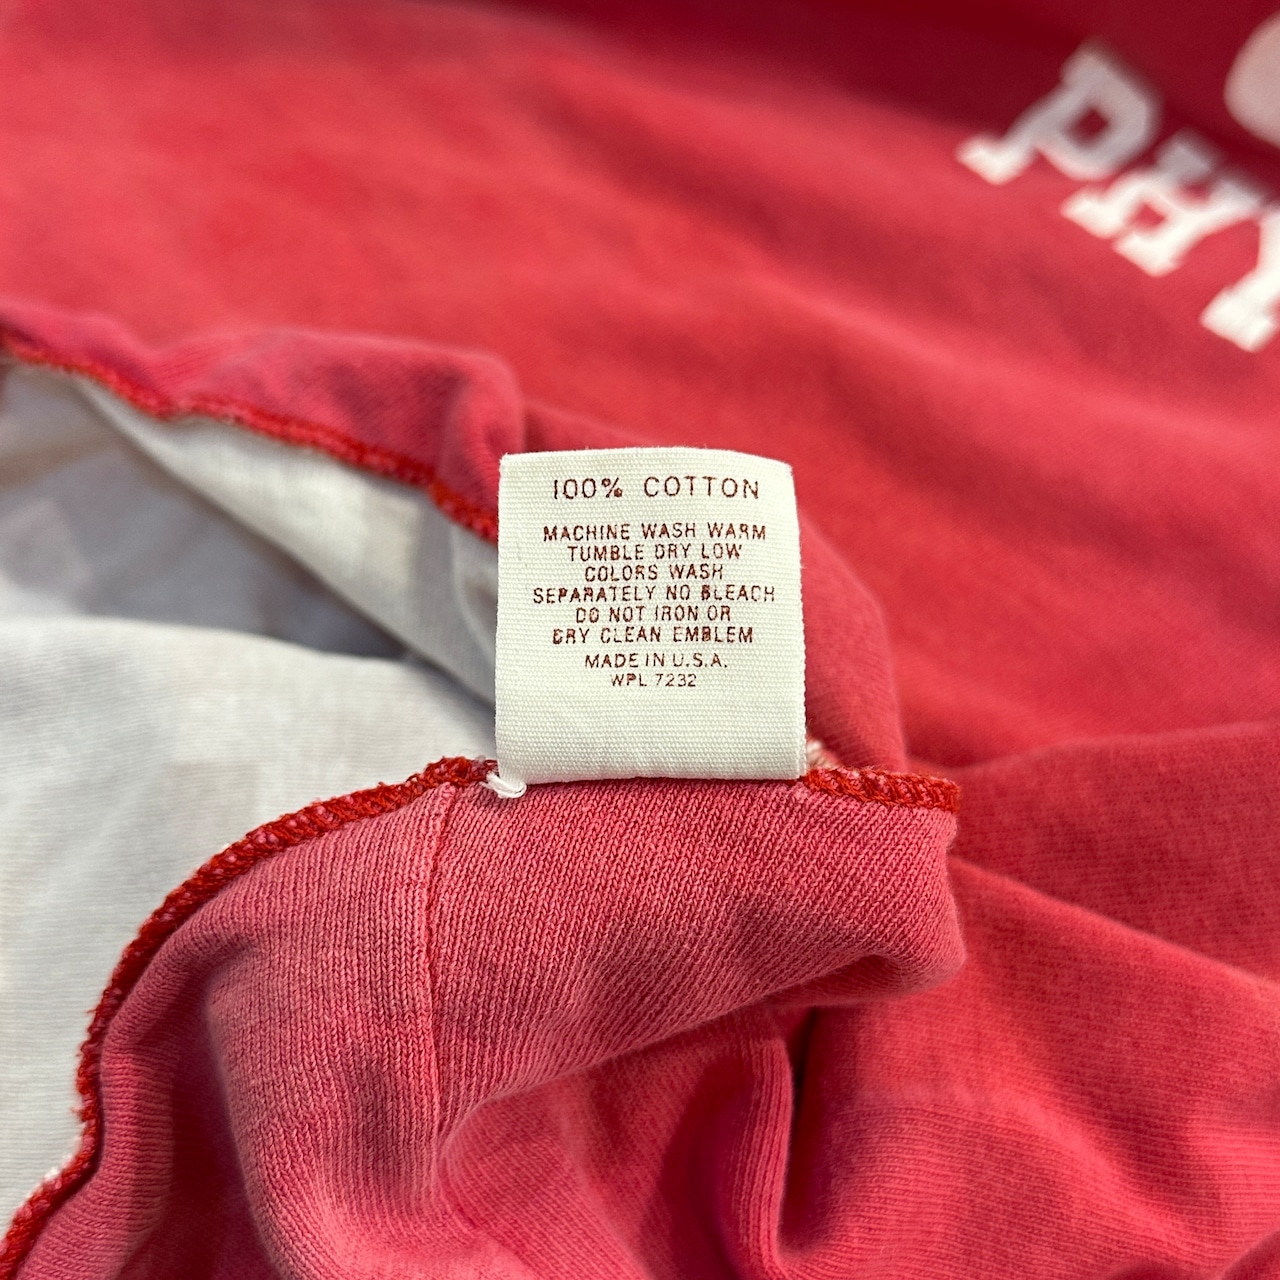 PHY
100% COTTON
MACHINE WASH WARM
TUMBLE DRY LOW
COLORS WASH
SEPARATELY NO BLEACH
DO NOT IRON OR
DRY CLEAN EMBLEM
MADE IN U.S.A.
WPL 7232